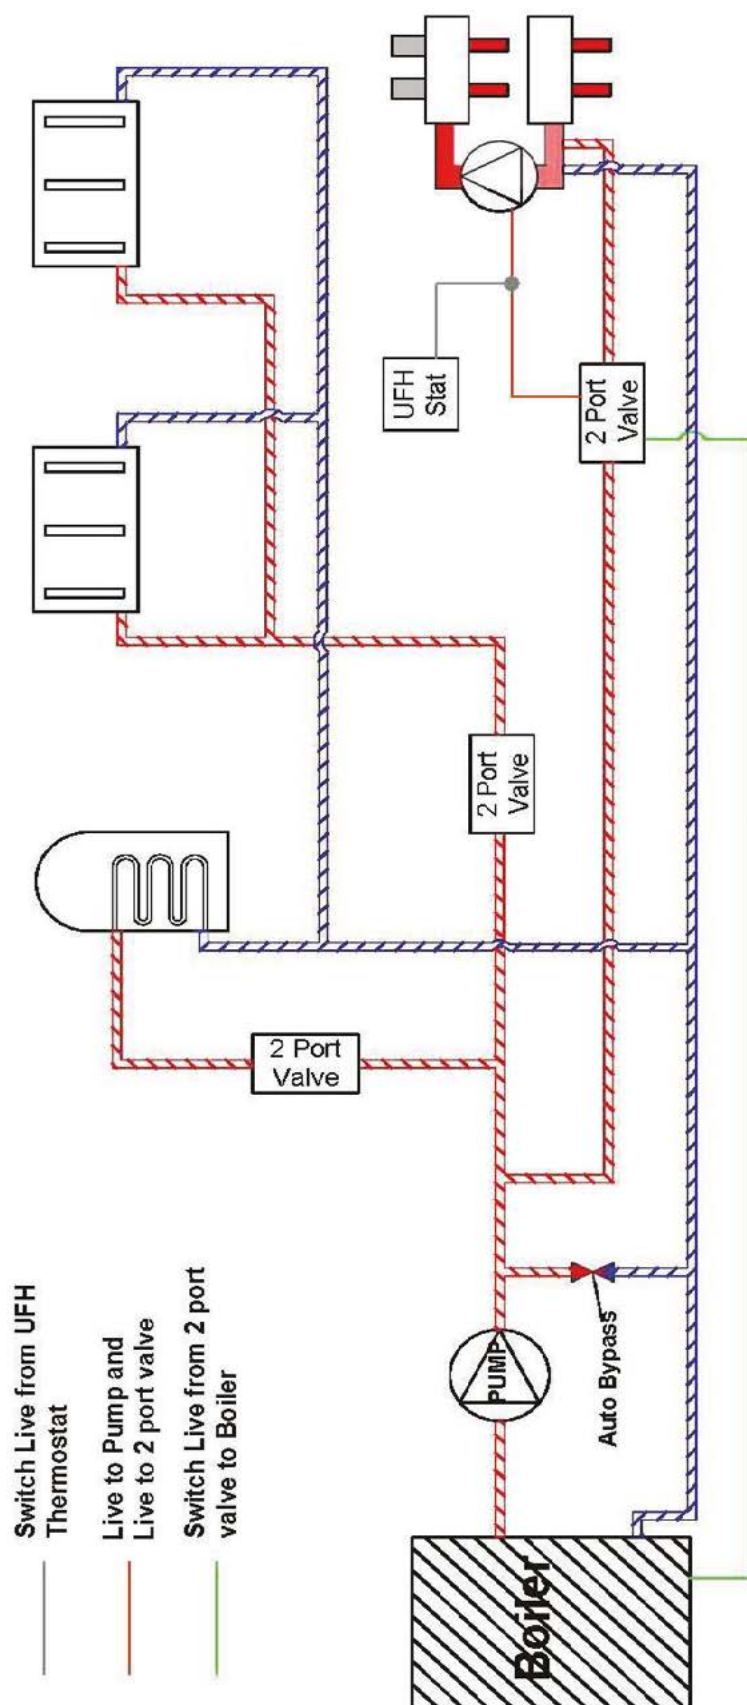 Switch Live from UFH
Thermostat
Live to Pump and
Live to 2 port valve
Switch Live from 2 port
valve to Boiler
2 Port
Valve
2 Port
Valve
UFH
Stat
2 Port
Valve
PUMP
Auto Bypass
Boiler